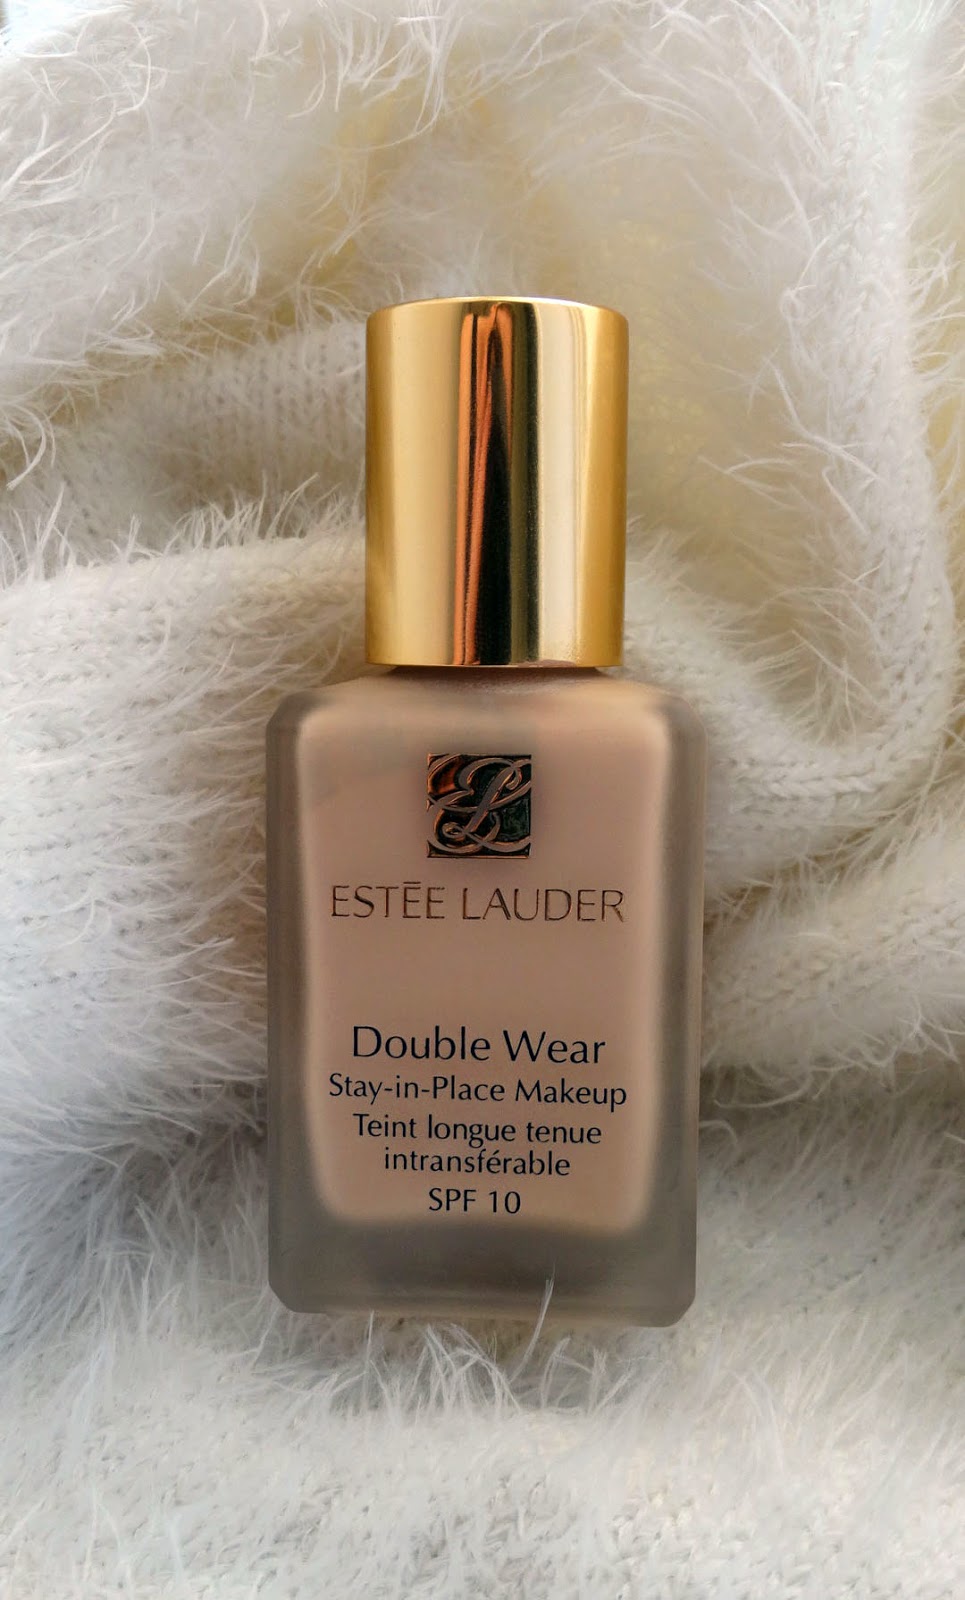 ESTĒE LAUDER
Double Wear
Stay-in-Place Makeup
Teint longue tenue
intransférable
SPF 10